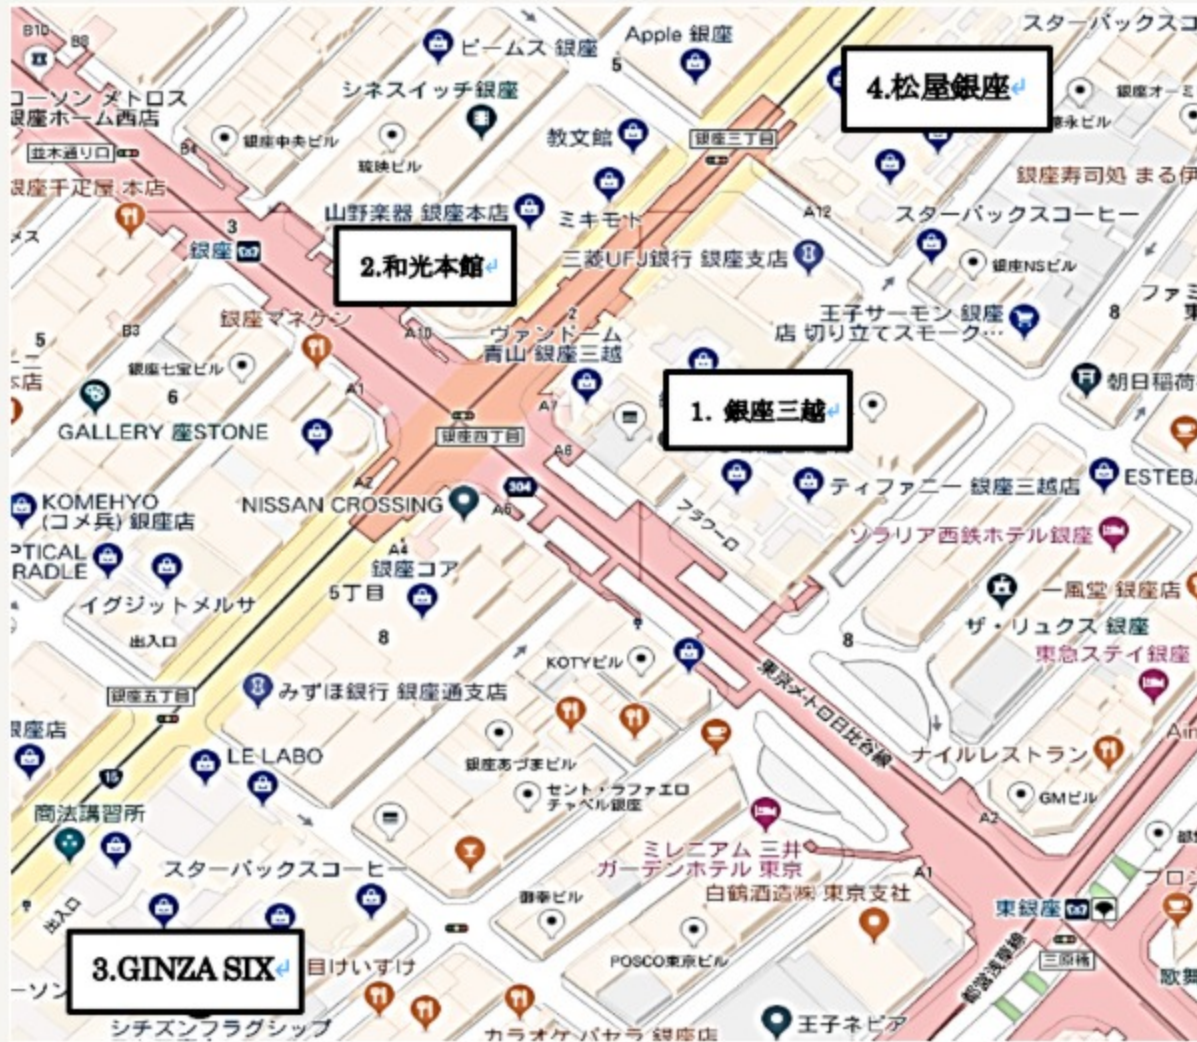 B10
B8
ビームス 銀座
Apple 銀座
5
スターバックスコ
4.松屋銀座
ローソン メトロス
銀座ホーム西店
シネスイッチ銀座
銀座オーミ
並木通り口
B4
銀座中央ビル
琉映ビル
教文館
銀座三丁目
徳永ビル
銀座千疋屋 本店
銀座寿司処 まる伊
メス
3
銀座
山野楽器 銀座本店
ミキモト
A12
スターバックスコーヒー
2.和光本館
三菱UFJ銀行 銀座支店
銀座NSビル
ファミ
5
B3
銀座マネケン
A10
2
ヴァンドーム
青山 銀座三越
王子サーモン 銀座
店 切り立てスモーク…
8
銀座七宝ビル
6
A1
A7
1. 銀座三越
朝日稲荷
GALLERY 座STONE
銀座四丁目
A6
KOMEHYO
(コメ兵) 銀座店
A2
NISSAN CROSSING
304
A5
ティファニー 銀座三越店
ESTEBA
フラワーロ
ソラリア西鉄ホテル銀座
PTICAL
RADLE
A4
銀座コア
5丁目
イグジットメルサ
出入口
8
一風堂 銀座店
ザ・リュクス 銀座
8
東急ステイ銀座
KOTYビル
銀座五丁目
みずほ銀行 銀座通支店
東京メトロ日比谷線
銀座店
LE LABO
銀座あづまビル
ナイルレストラン
Air
15
セント・ラファエロ
チャペル銀座
GMビル
商法講習所
A2
スターバックスコーヒー
ミレニアム 三井
ガーデンホテル 東京
A1
出入口
御幸ビル
白鶴酒造㈱ 東京支社
東銀座
ブロン
3.GINZA SIX
目けいすけ
POSCO東京ビル
都営浅草線
三原橋
歌舞
ーソン
シチズンフラグシップ
カラオケ パセラ 銀座店
王子ネピア